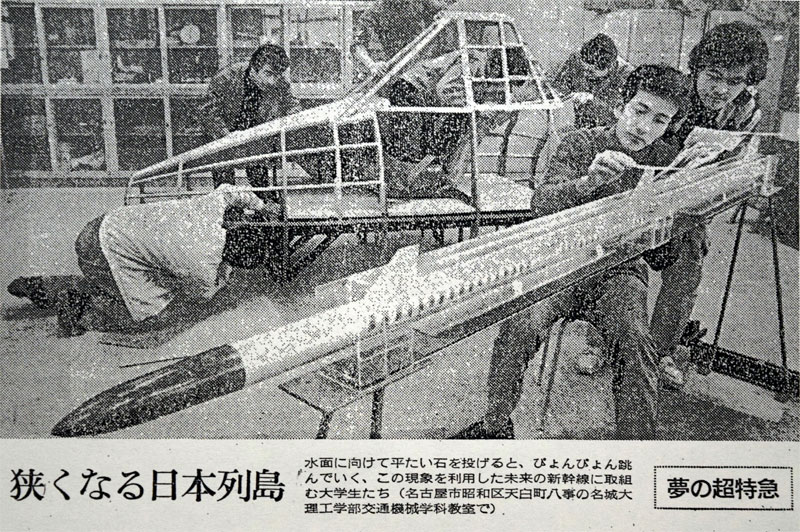 狭くなる日本列島
水面に向けて平たい石を投げると、ぴょんぴょん跳
んでいく、この現象を利用した未来の新幹線に取組
む大学生たち（名古屋市昭和区天白町八事の名城大
理工学部交通機械学科教室で）
夢の超特急